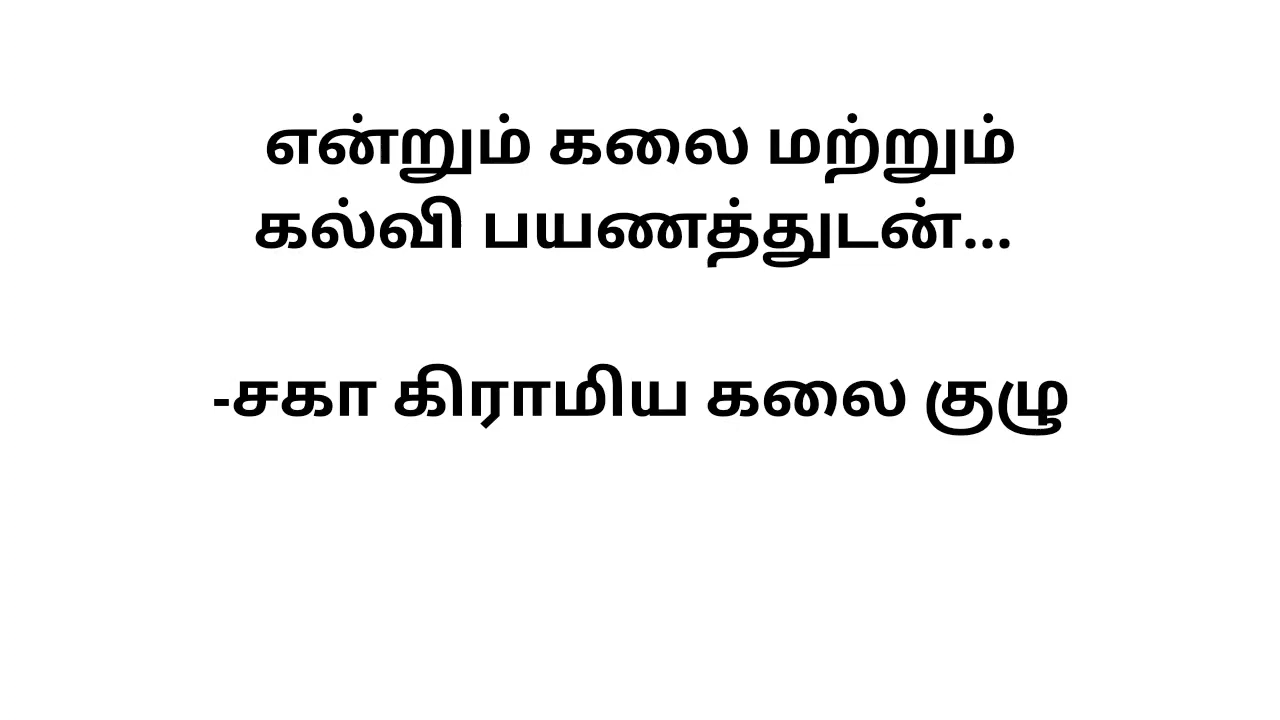 என்றும் கலை மற்றும்
கல்வி பயணத்துடன்...
-சகா கிராமிய கலை குழு